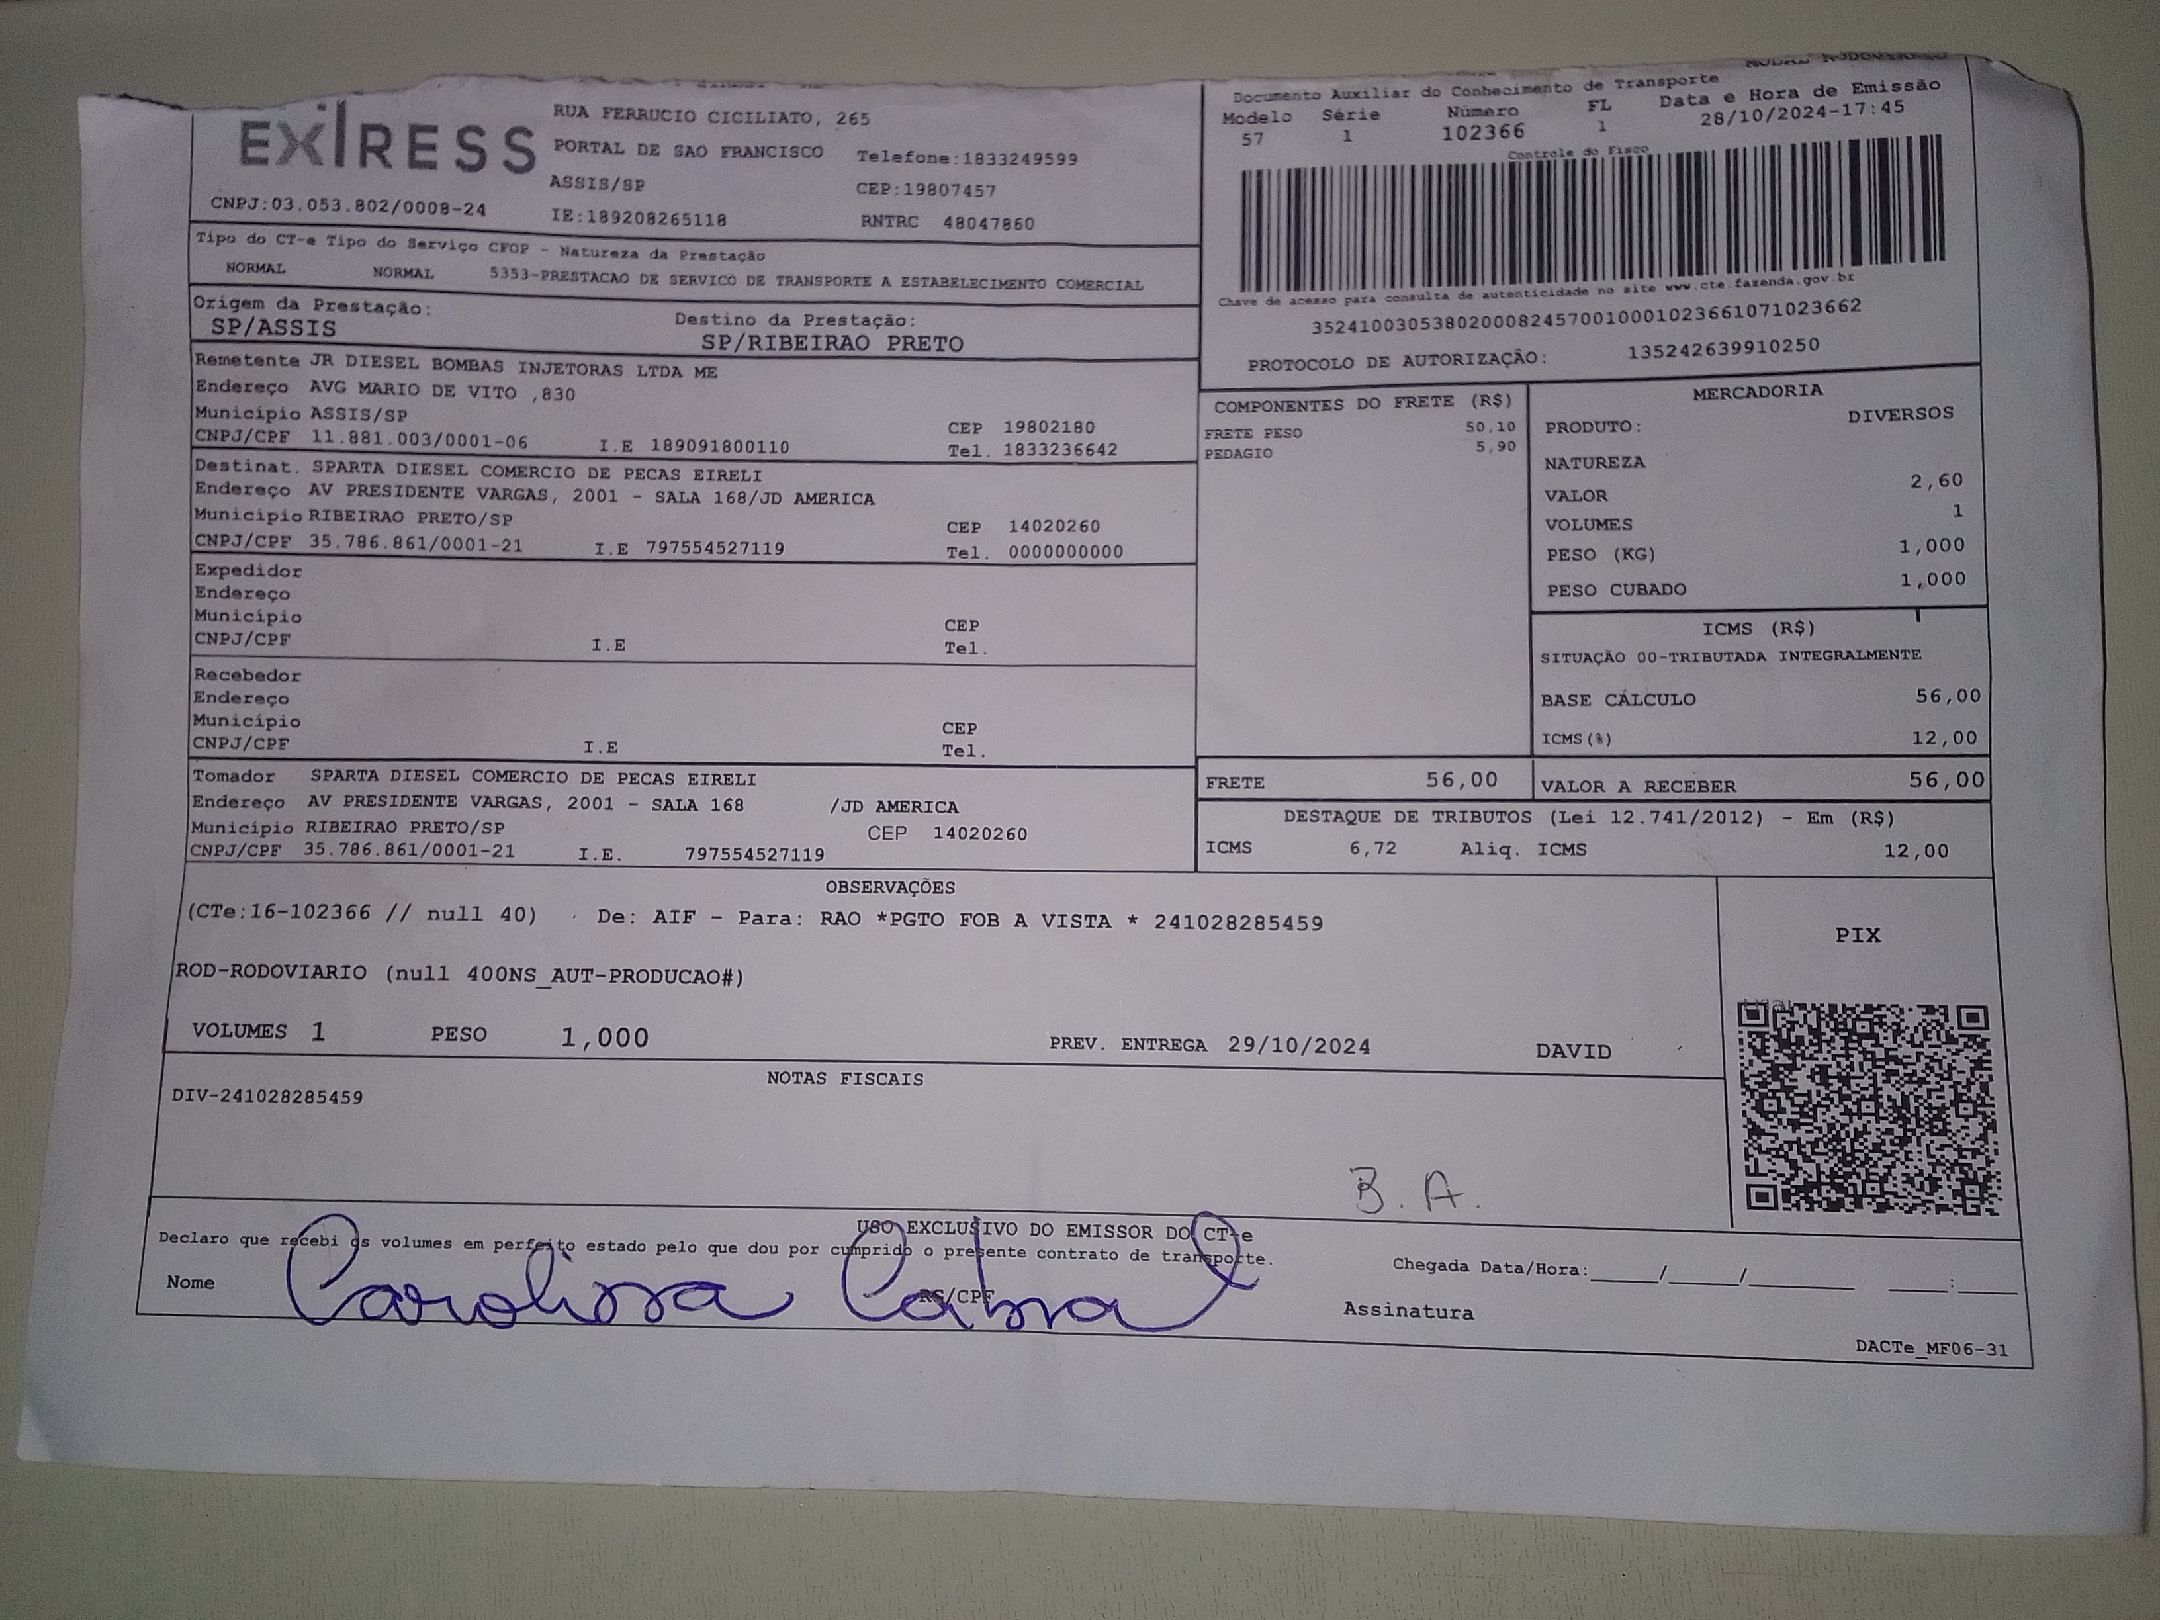 EXIRESS
RUA FERRUCIO CICILIATO, 265
PORTAL DE SAO FRANCISCO Telefone:1833249599
ASSIS/SP CEP:19807457
CNPJ:03.053.802/0008-24 IE:189208265118 RNTRC 48047860
Tipo do CT-e Tipo do Serviço CFOP - Natureza da Prestação
NORMAL NORMAL 5353-PRESTACAO DE SERVICO DE TRANSPORTE A ESTABELECIMENTO COMERCIAL
Origem da Prestação: Destino da Prestação:
SP/ASSIS SP/RIBEIRAO PRETO
Documento Auxiliar do Conhecimento de Transporte
Modelo Série Número FL Data e Hora de Emissão
57 1 102366 1 28/10/2024-17:45
Controle do Fisco
Chave de acesso para consulta de autenticidade no site www.cte.fazenda.gov.br
35241003053802000824570010001023661071023662
PROTOCOLO DE AUTORIZAÇÃO: 135242639910250
Remetente JR DIESEL BOMBAS INJETORAS LTDA ME
Endereço AVG MARIO DE VITO ,830
Município ASSIS/SP CEP 19802180
CNPJ/CPF 11.881.003/0001-06 I.E 189091800110 Tel. 1833236642
Destinat. SPARTA DIESEL COMERCIO DE PECAS EIRELI
Endereço AV PRESIDENTE VARGAS, 2001 - SALA 168/JD AMERICA
Município RIBEIRAO PRETO/SP CEP 14020260
CNPJ/CPF 35.786.861/0001-21 I.E 797554527119 Tel. 0000000000
Expedidor
Endereço
Município CEP
CNPJ/CPF I.E Tel.
Recebedor
Endereço
Município CEP
CNPJ/CPF I.E Tel.
Tomador SPARTA DIESEL COMERCIO DE PECAS EIRELI
Endereço AV PRESIDENTE VARGAS, 2001 - SALA 168 /JD AMERICA
Município RIBEIRAO PRETO/SP CEP 14020260
CNPJ/CPF 35.786.861/0001-21 I.E. 797554527119
COMPONENTES DO FRETE (R$)
FRETE PESO 50,10
PEDAGIO 5,90
MERCADORIA
PRODUTO: DIVERSOS
NATUREZA
VALOR 2,60
VOLUMES 1
PESO (KG) 1,000
PESO CUBADO 1,000
ICMS (R$)
SITUAÇÃO 00-TRIBUTADA INTEGRALMENTE
BASE CÁLCULO 56,00
ICMS(%) 12,00
FRETE 56,00 VALOR A RECEBER 56,00
DESTAQUE DE TRIBUTOS (Lei 12.741/2012) - Em (R$)
ICMS 6,72 Aliq. ICMS 12,00
OBSERVAÇÕES
(CTe:16-102366 // null 40) De: AIF - Para: RAO *PGTO FOB A VISTA * 241028285459
ROD-RODOVIARIO (null 400NS_AUT-PRODUCAO#)
VOLUMES 1 PESO 1,000 PREV. ENTREGA 29/10/2024 DAVID
PIX
NOTAS FISCAIS
DIV-241028285459
B. A.
USO EXCLUSIVO DO EMISSOR DO CT-e
Declaro que recebi os volumes em perfeito estado pelo que dou por cumprido o presente contrato de transporte.
Chegada Data/Hora:_____/_____/________ ____:____
Nome Carolina Cabral RG/CPF
Assinatura
DACTe_MF06-31